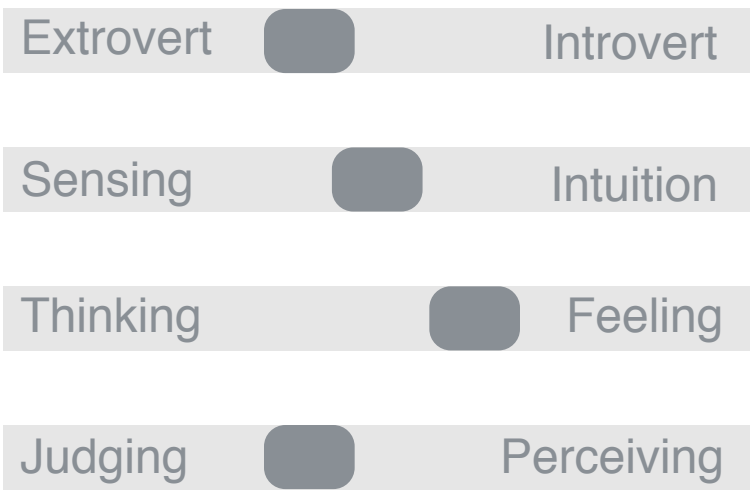 Extrovert Introvert
Sensing Intuition
Thinking Feeling
Judging Perceiving